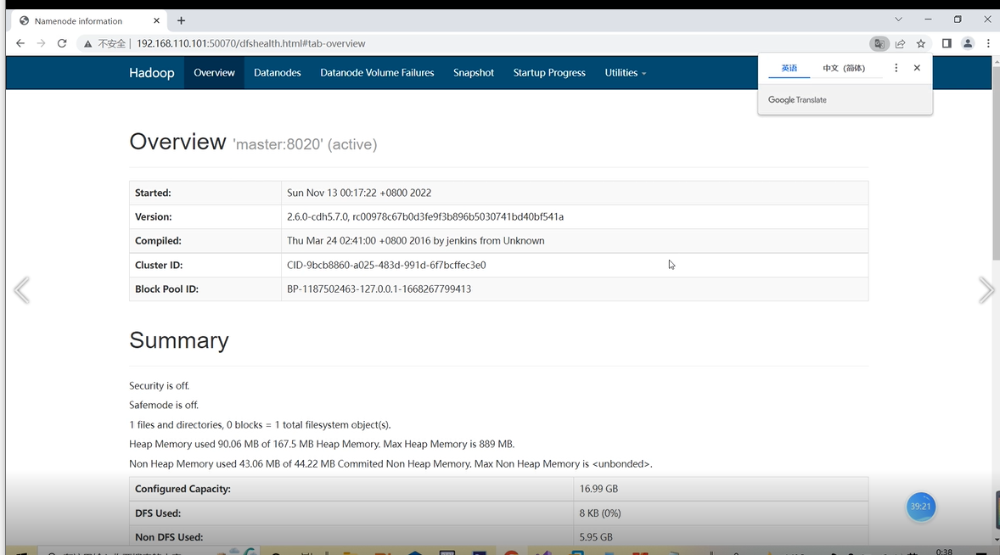 Namenode information
不安全 | 192.168.110.101:50070/dfshealth.html#tab-overview
Hadoop Overview Datanodes Datanode Volume Failures Snapshot Startup Progress Utilities
英语 中文 (简体)
Google Translate
Overview 'master:8020' (active)
Started: Sun Nov 13 00:17:22 +0800 2022
Version: 2.6.0-cdh5.7.0, rc00978c67b0d3fe9f3b896b5030741bd40bf541a
Compiled: Thu Mar 24 02:41:00 +0800 2016 by jenkins from Unknown
Cluster ID: CID-9bcb8860-a025-483d-991d-6f7bcffec3e0
Block Pool ID: BP-1187502463-127.0.0.1-1668267799413
Summary
Security is off.
Safemode is off.
1 files and directories, 0 blocks = 1 total filesystem object(s).
Heap Memory used 90.06 MB of 167.5 MB Heap Memory. Max Heap Memory is 889 MB.
Non Heap Memory used 43.06 MB of 44.22 MB Commited Non Heap Memory. Max Non Heap Memory is <unbonded>.
Configured Capacity: 16.99 GB
DFS Used: 8 KB (0%)
39:21
Non DFS Used: 5.95 GB
0:38